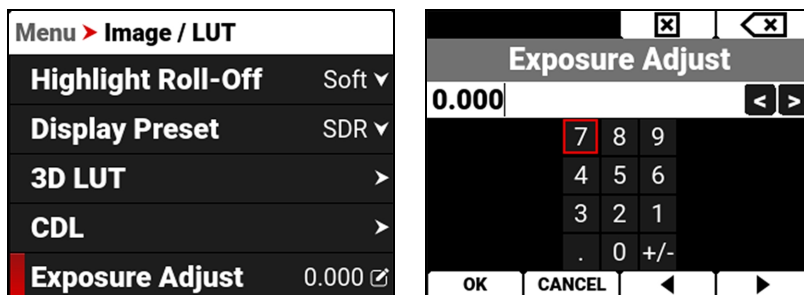 Menu > Image / LUT
Highlight Roll-Off Soft
Display Preset SDR
3D LUT >
CDL >
Exposure Adjust 0.000
Exposure Adjust
0.000 < >
7 8 9
4 5 6
3 2 1
. 0 +/-
OK CANCEL